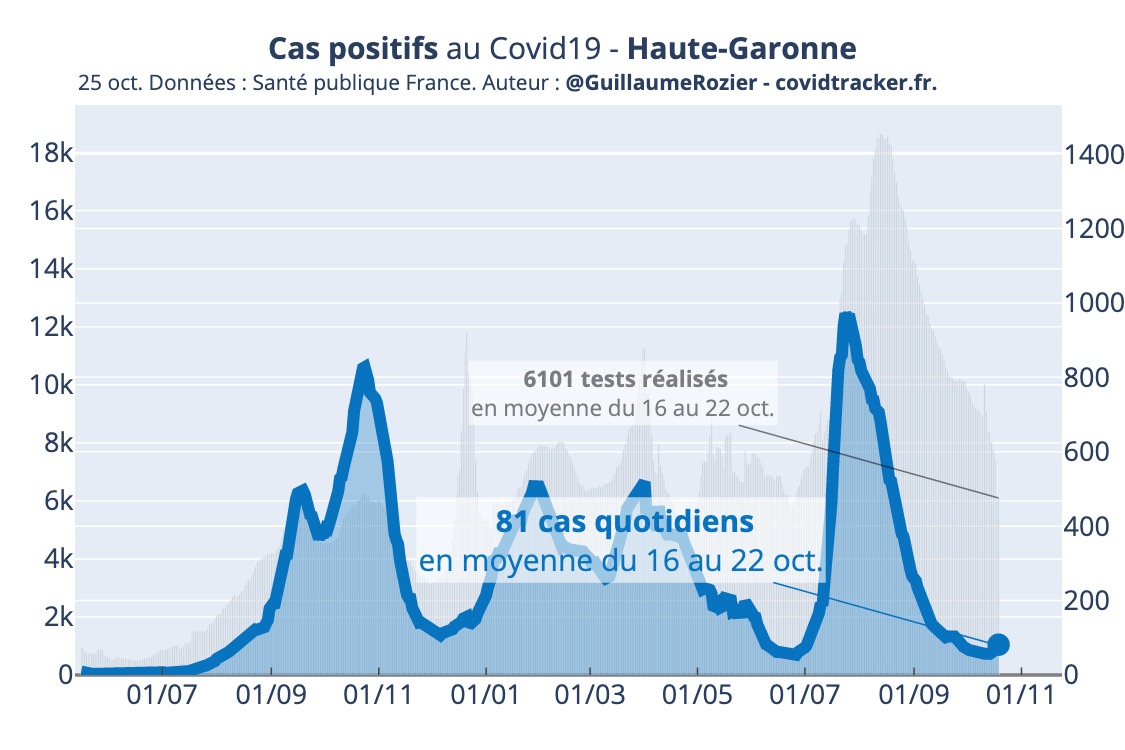 Cas positifs au Covid19 - Haute-Garonne
25 oct. Données : Santé publique France. Auteur : @GuillaumeRozier - covidtracker.fr.
18k
16k
14k
12k
10k
8k
6k
4k
2k
0
1400
1200
1000
800
600
400
200
0
6101 tests réalisés
en moyenne du 16 au 22 oct.
81 cas quotidiens
en moyenne du 16 au 22 oct.
01/07
01/09
01/11
01/01
01/03
01/05
01/07
01/09
01/11